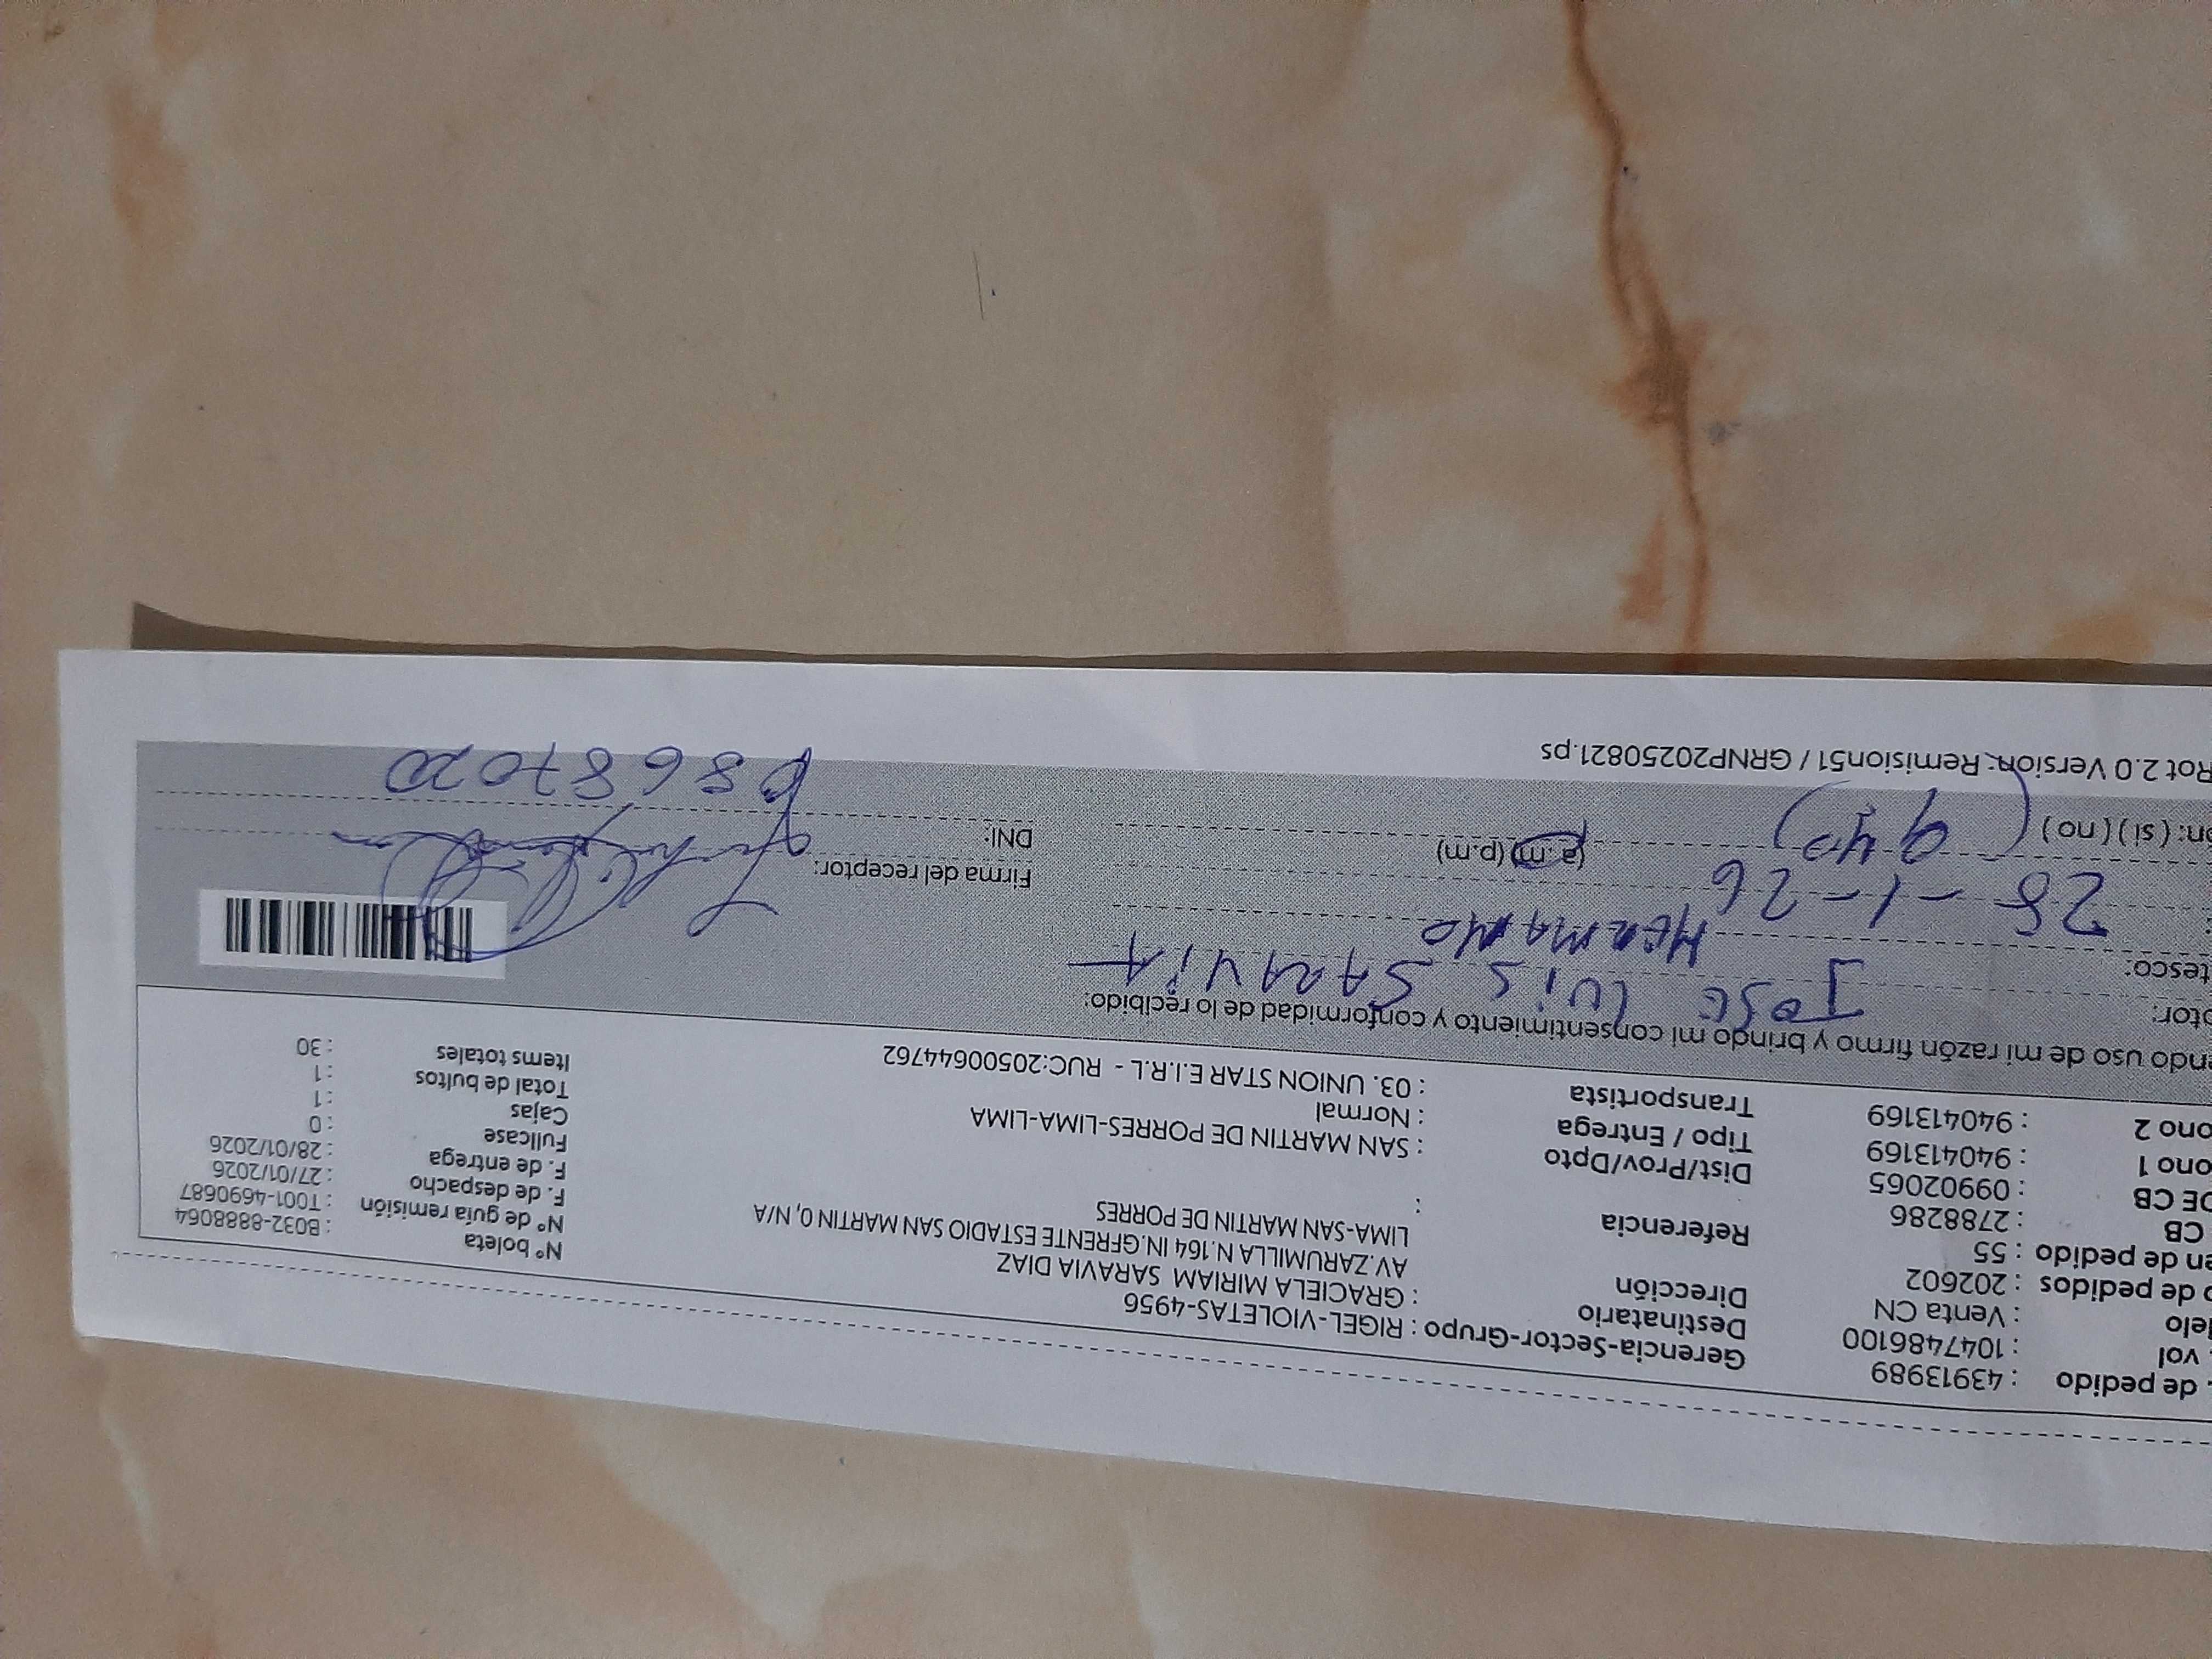 . de pedido : 43913989
. vol : 1047486100
elo : Venta CN
o de pedidos : 202602
en de pedido : 55
CB : 2788286
DE CB : 09902065
ono 1 : 940413169
ono 2 : 940413169
Gerencia-Sector-Grupo : RIGEL-VIOLETAS-4956
Destinatario : GRACIELA MIRIAM SARAVIA DIAZ
Dirección AV.ZARUMILLA N.164 IN.GFRENTE ESTADIO SAN MARTIN 0, N/A
LIMA-SAN MARTIN DE PORRES
Referencia :
Dist/Prov/Dpto : SAN MARTIN DE PORRES-LIMA-LIMA
Tipo / Entrega : Normal
Transportista : 03. UNION STAR E.I.R.L - RUC:20500644762
N° boleta : B032-8888064
N° de guía remisión : T001-4690687
F. de despacho : 27/01/2026
F. de entrega : 28/01/2026
Fullcase : 0
Cajas : 1
Total de bultos : 1
Items totales : 30
endo uso de mi razón firmo y brindo mi consentimiento y conformidad de lo recibido:
ptor: JOSE LUIS SARAVIA
tesco: HERMANO
: 28-1-26
(940) (a.m) (p.m)
ón: ( si ) ( no )
Firma del receptor:
DNI: 08687020
Rot 2.0 Version: Remision51 / GRNP20250821.ps